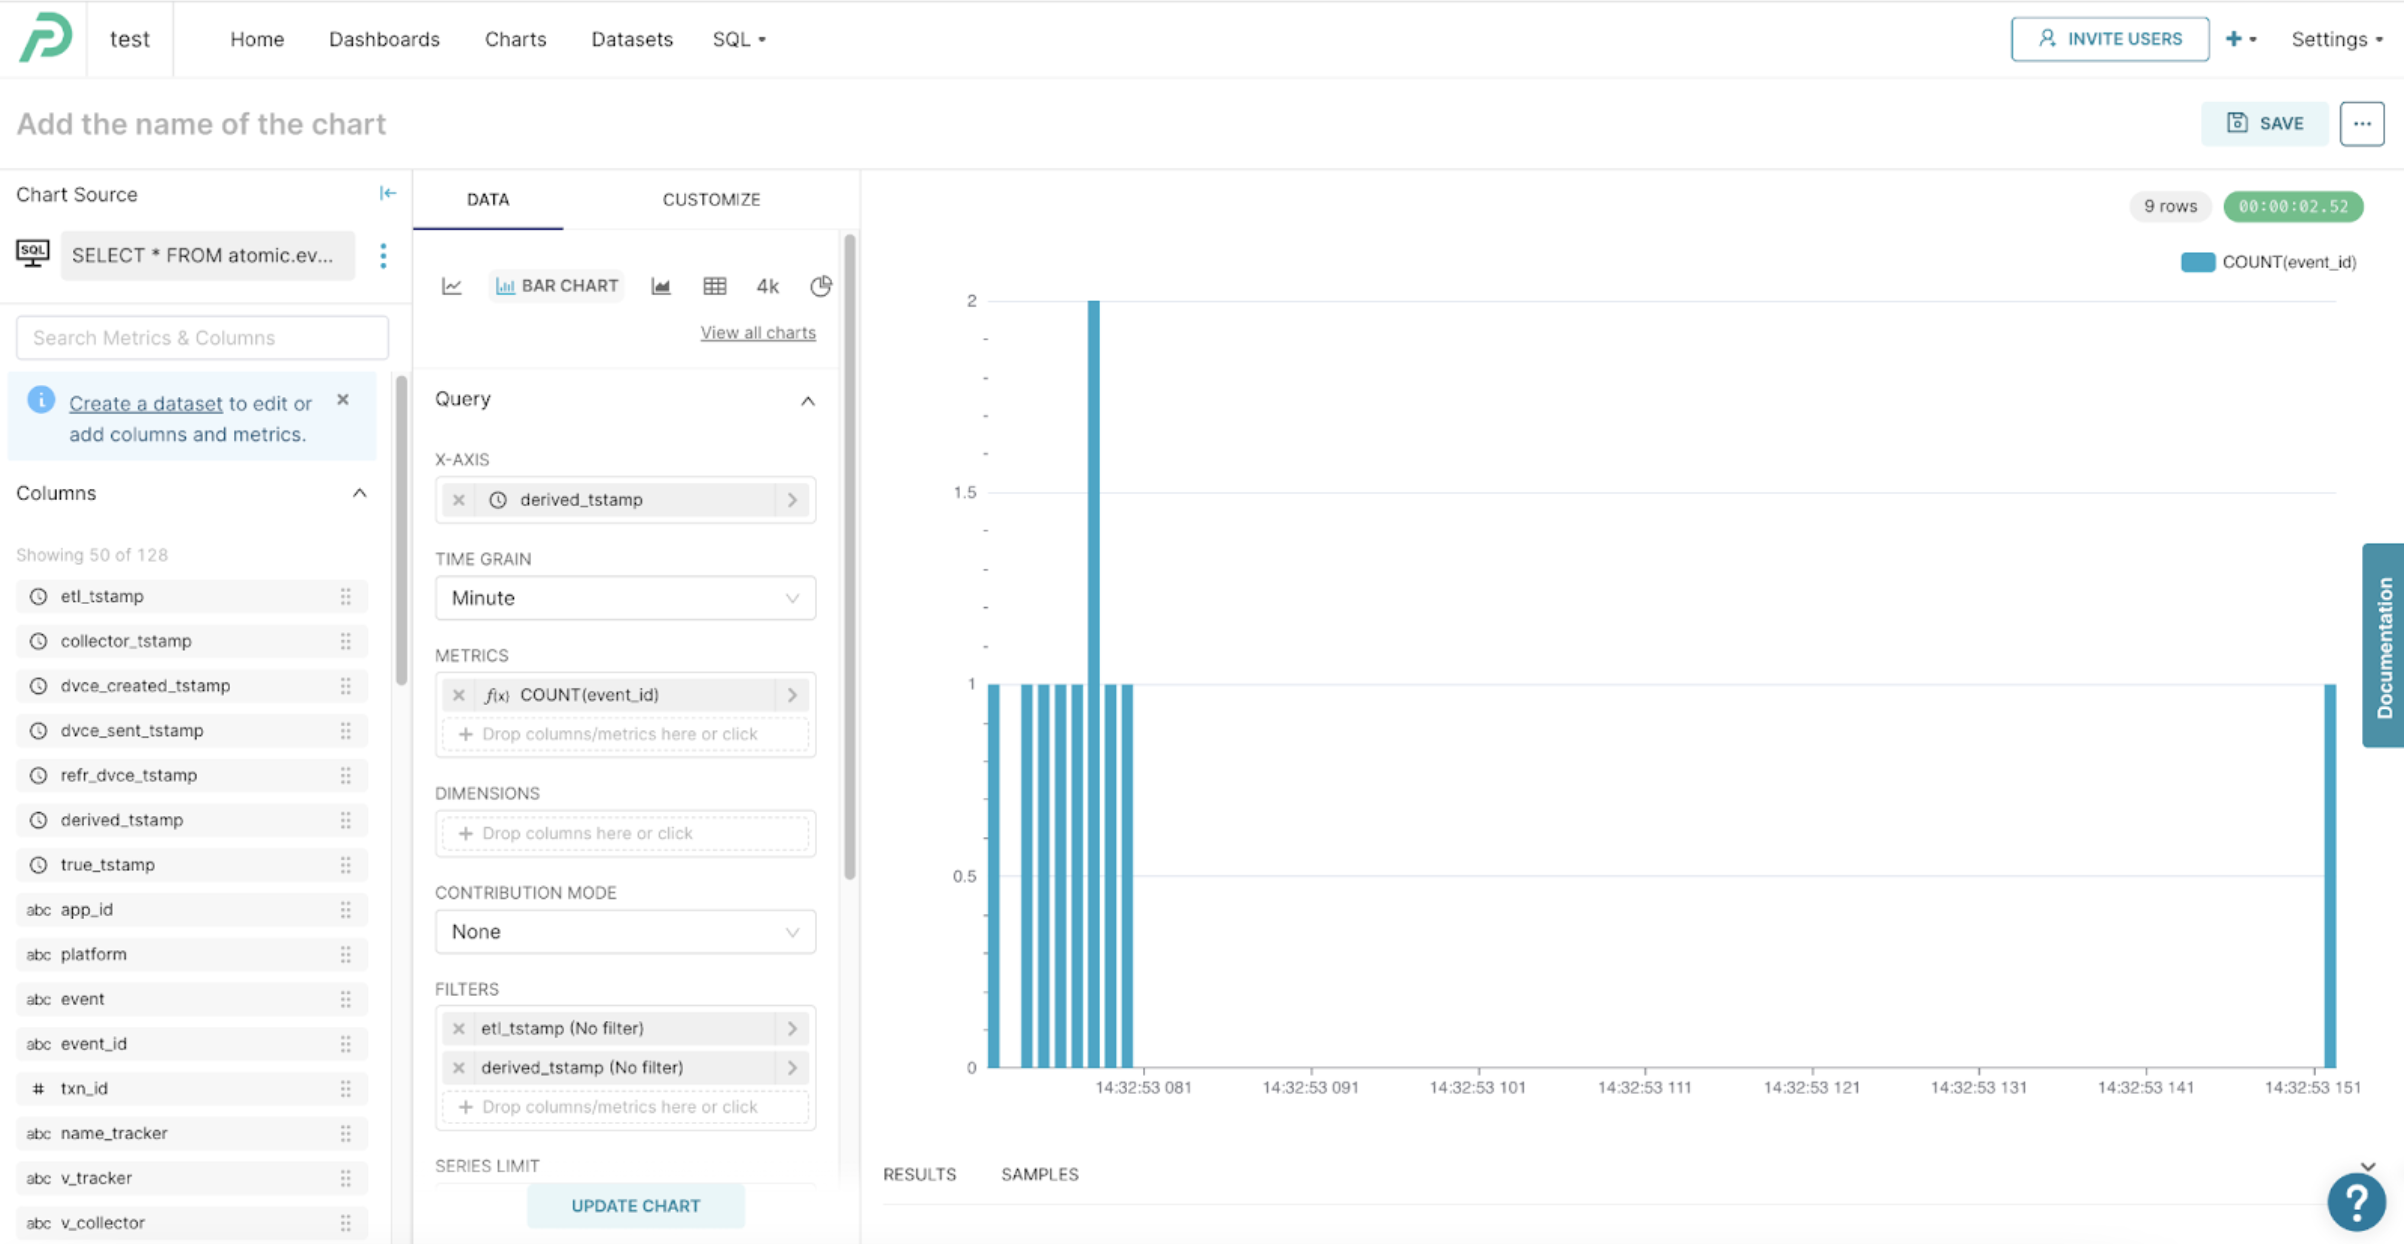 test
Home
Dashboards
Charts
Datasets
SQL
INVITE USERS
+
Settings
Add the name of the chart
SAVE
...
Chart Source
SQL
SELECT * FROM atomic.ev...
Search Metrics & Columns
Create a dataset to edit or
add columns and metrics.
Columns
Showing 50 of 128
etl_tstamp
collector_tstamp
dvce_created_tstamp
dvce_sent_tstamp
refr_dvce_tstamp
derived_tstamp
true_tstamp
abc app_id
abc platform
abc event
abc event_id
# txn_id
abc name_tracker
abc v_tracker
abc v_collector
DATA
CUSTOMIZE
BAR CHART
4k
View all charts
Query
X-AXIS
derived_tstamp
TIME GRAIN
Minute
METRICS
f(x) COUNT(event_id)
+ Drop columns/metrics here or click
DIMENSIONS
+ Drop columns here or click
CONTRIBUTION MODE
None
FILTERS
etl_tstamp (No filter)
derived_tstamp (No filter)
+ Drop columns/metrics here or click
SERIES LIMIT
UPDATE CHART
9 rows
00:00:02.52
COUNT(event_id)
2
1.5
1
0.5
0
14:32:53 081
14:32:53 091
14:32:53 101
14:32:53 111
14:32:53 121
14:32:53 131
14:32:53 141
14:32:53 151
Documentation
RESULTS
SAMPLES
?